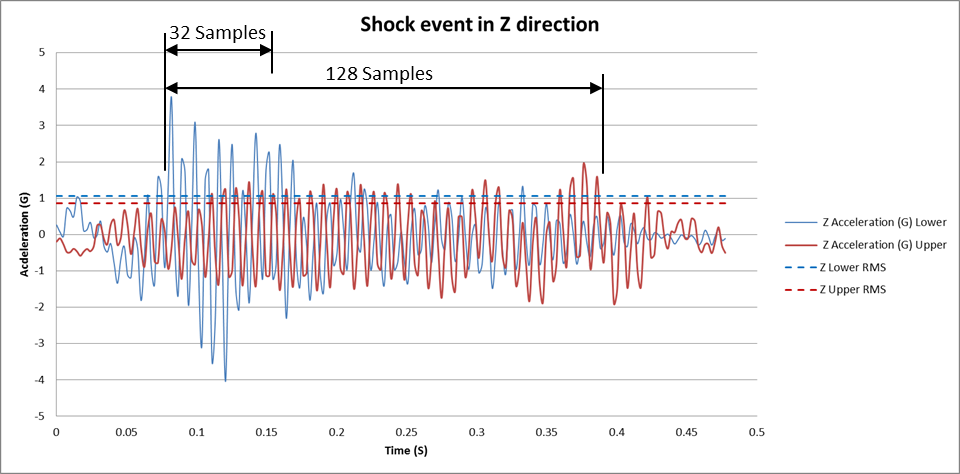 Shock event in Z direction
32 Samples
128 Samples
5
4
3
2
1
0
-1
-2
-3
-4
-5
Acdeleration (G)
0
0.05
0.1
0.15
0.2
0.25
0.3
0.35
0.4
0.45
0.5
Time (S)
Z Acceleration (G) Lower
Z Acceleration (G) Upper
Z Lower RMS
Z Upper RMS